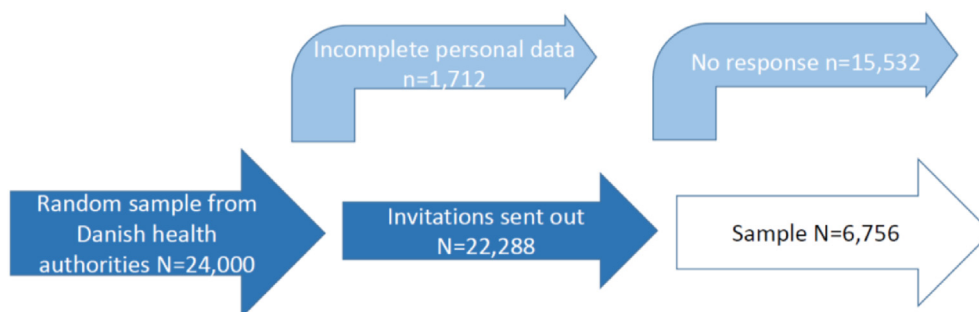 Incomplete personal data
n=1,712
No response n=15,532
Random sample from
Danish health
authorities N=24,000
Invitations sent out
N=22,288
Sample N=6,756